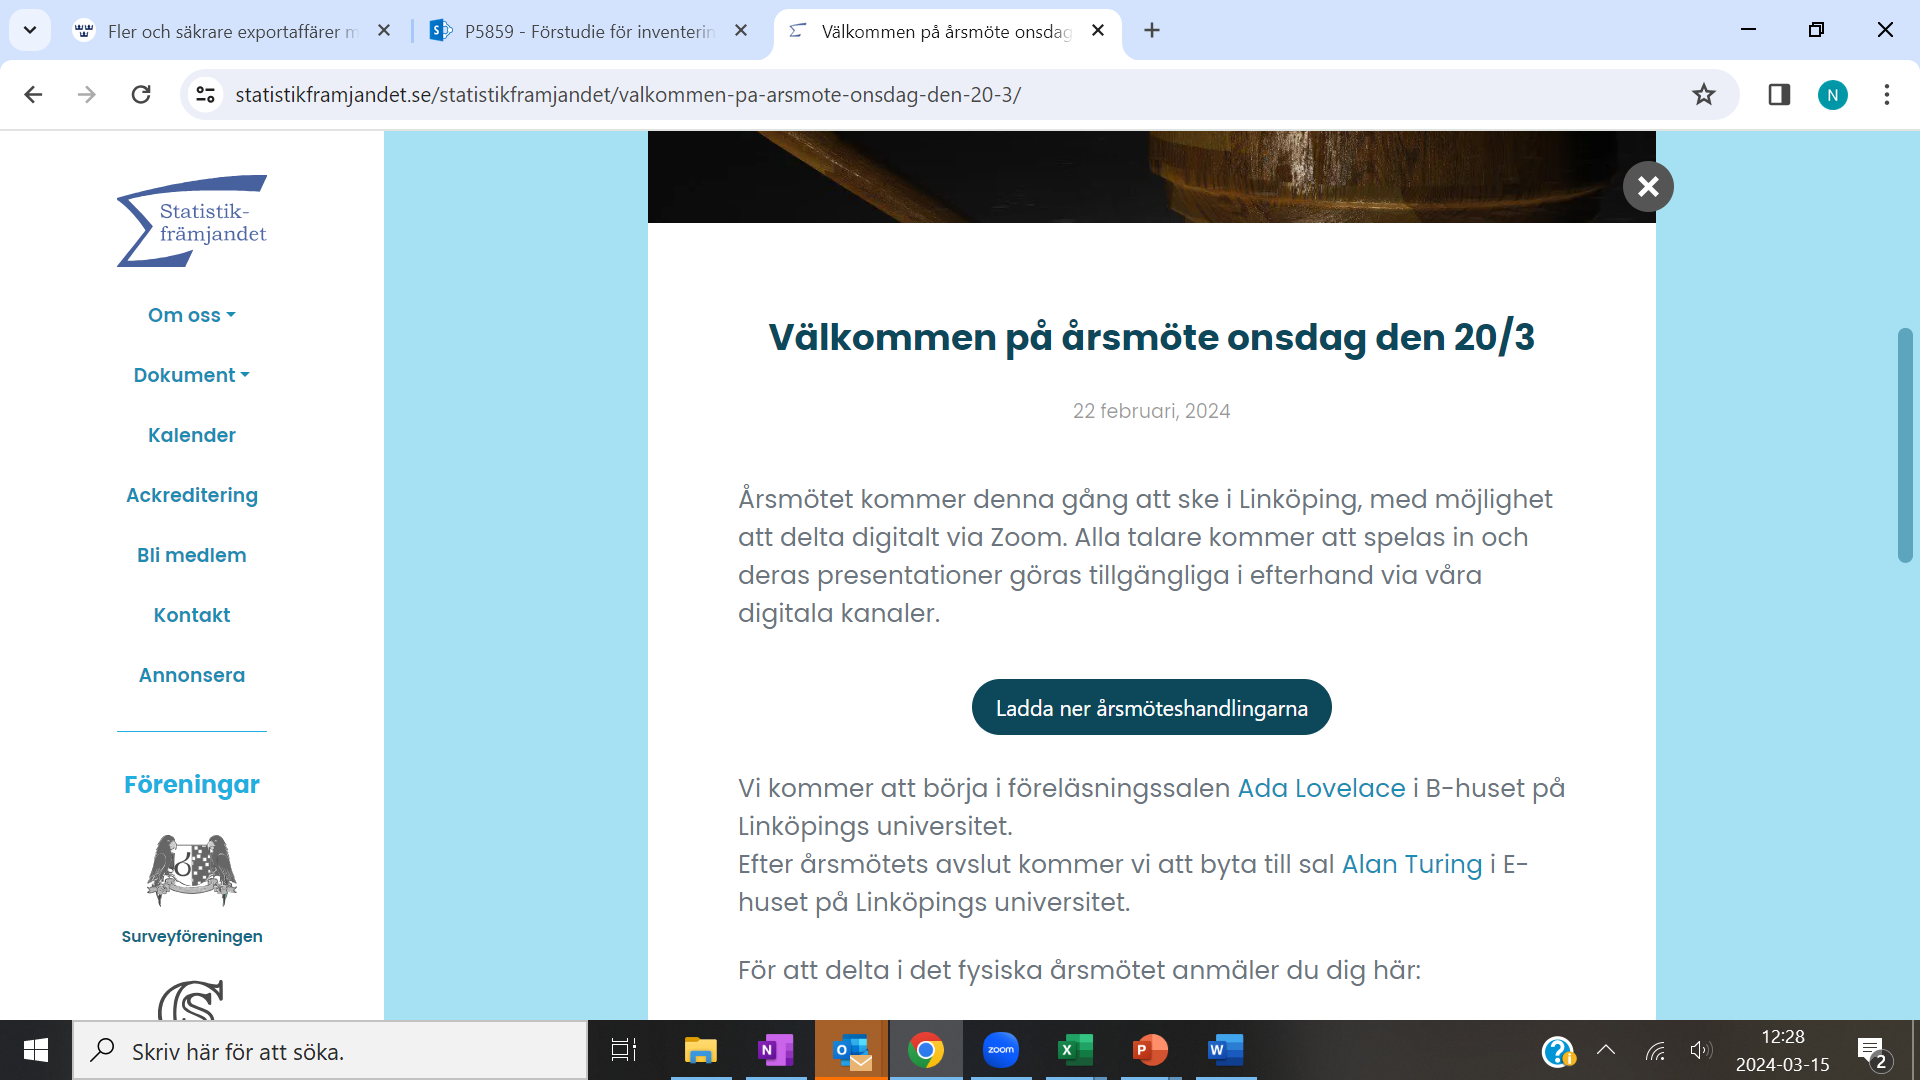 Fler och säkrare exportaffärer m
P5859 - Förstudie för inventerin
Välkommen på årsmöte onsdag
statistikframjandet.se/statistikframjandet/valkommen-pa-arsmote-onsdag-den-20-3/
N
Statistik-
främjandet
Om oss
Dokument
Kalender
Ackreditering
Bli medlem
Kontakt
Annonsera
Föreningar
Surveyföreningen
Välkommen på årsmöte onsdag den 20/3
22 februari, 2024
Årsmötet kommer denna gång att ske i Linköping, med möjlighet
att delta digitalt via Zoom. Alla talare kommer att spelas in och
deras presentationer göras tillgängliga i efterhand via våra
digitala kanaler.
Ladda ner årsmöteshandlingarna
Vi kommer att börja i föreläsningssalen Ada Lovelace i B-huset på
Linköpings universitet.
Efter årsmötets avslut kommer vi att byta till sal Alan Turing i E-
huset på Linköpings universitet.
För att delta i det fysiska årsmötet anmäler du dig här:
Skriv här för att söka.
zoom
12:28
2024-03-15
2